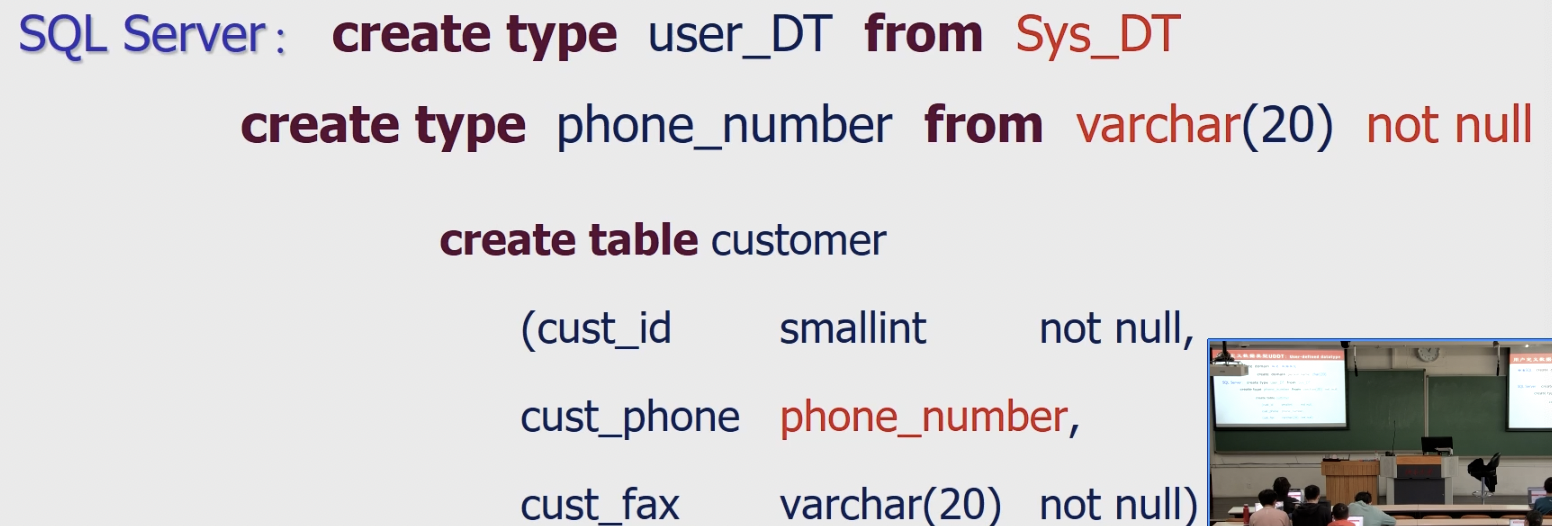 SQL Server: create type user_DT from Sys_DT
create type phone_number from varchar(20) not null
create table customer
(cust_id smallint not null,
cust_phone phone_number,
cust_fax varchar(20) not null)